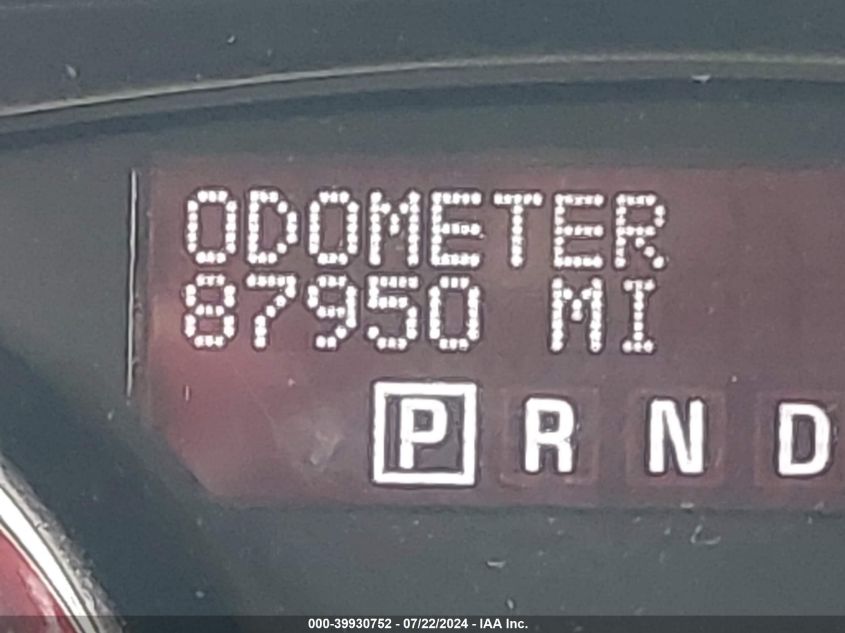 ODOMETER
87950 MI
P R N D
000-39930752 - 07/22/2024 - IAA Inc.